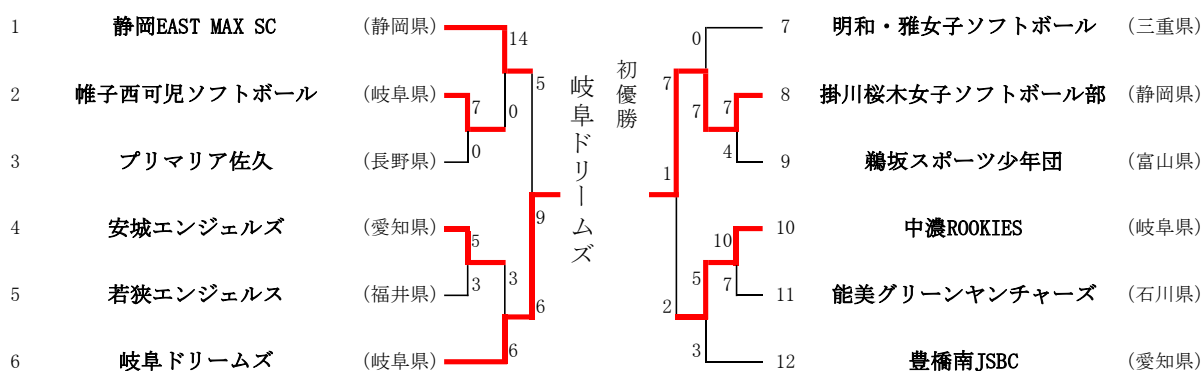 1 静岡EAST MAX SC (静岡県)
14
2 帷子西可児ソフトボール (岐阜県)
7
0
5
3 プリマリア佐久 (長野県)
0
4 安城エンジェルズ (愛知県)
5
9
5 若狭エンジェルス (福井県)
3
3
6
6 岐阜ドリームズ (岐阜県)
6
岐阜ドリームズ
初優勝
0
7 明和・雅女子ソフトボール (三重県)
7
7
7
8 掛川桜木女子ソフトボール部 (静岡県)
4
9 鵜坂スポーツ少年団 (富山県)
1
10
10 中濃ROOKIES (岐阜県)
5
7
11 能美グリーンヤンチャーズ (石川県)
2
3
12 豊橋南JSBC (愛知県)